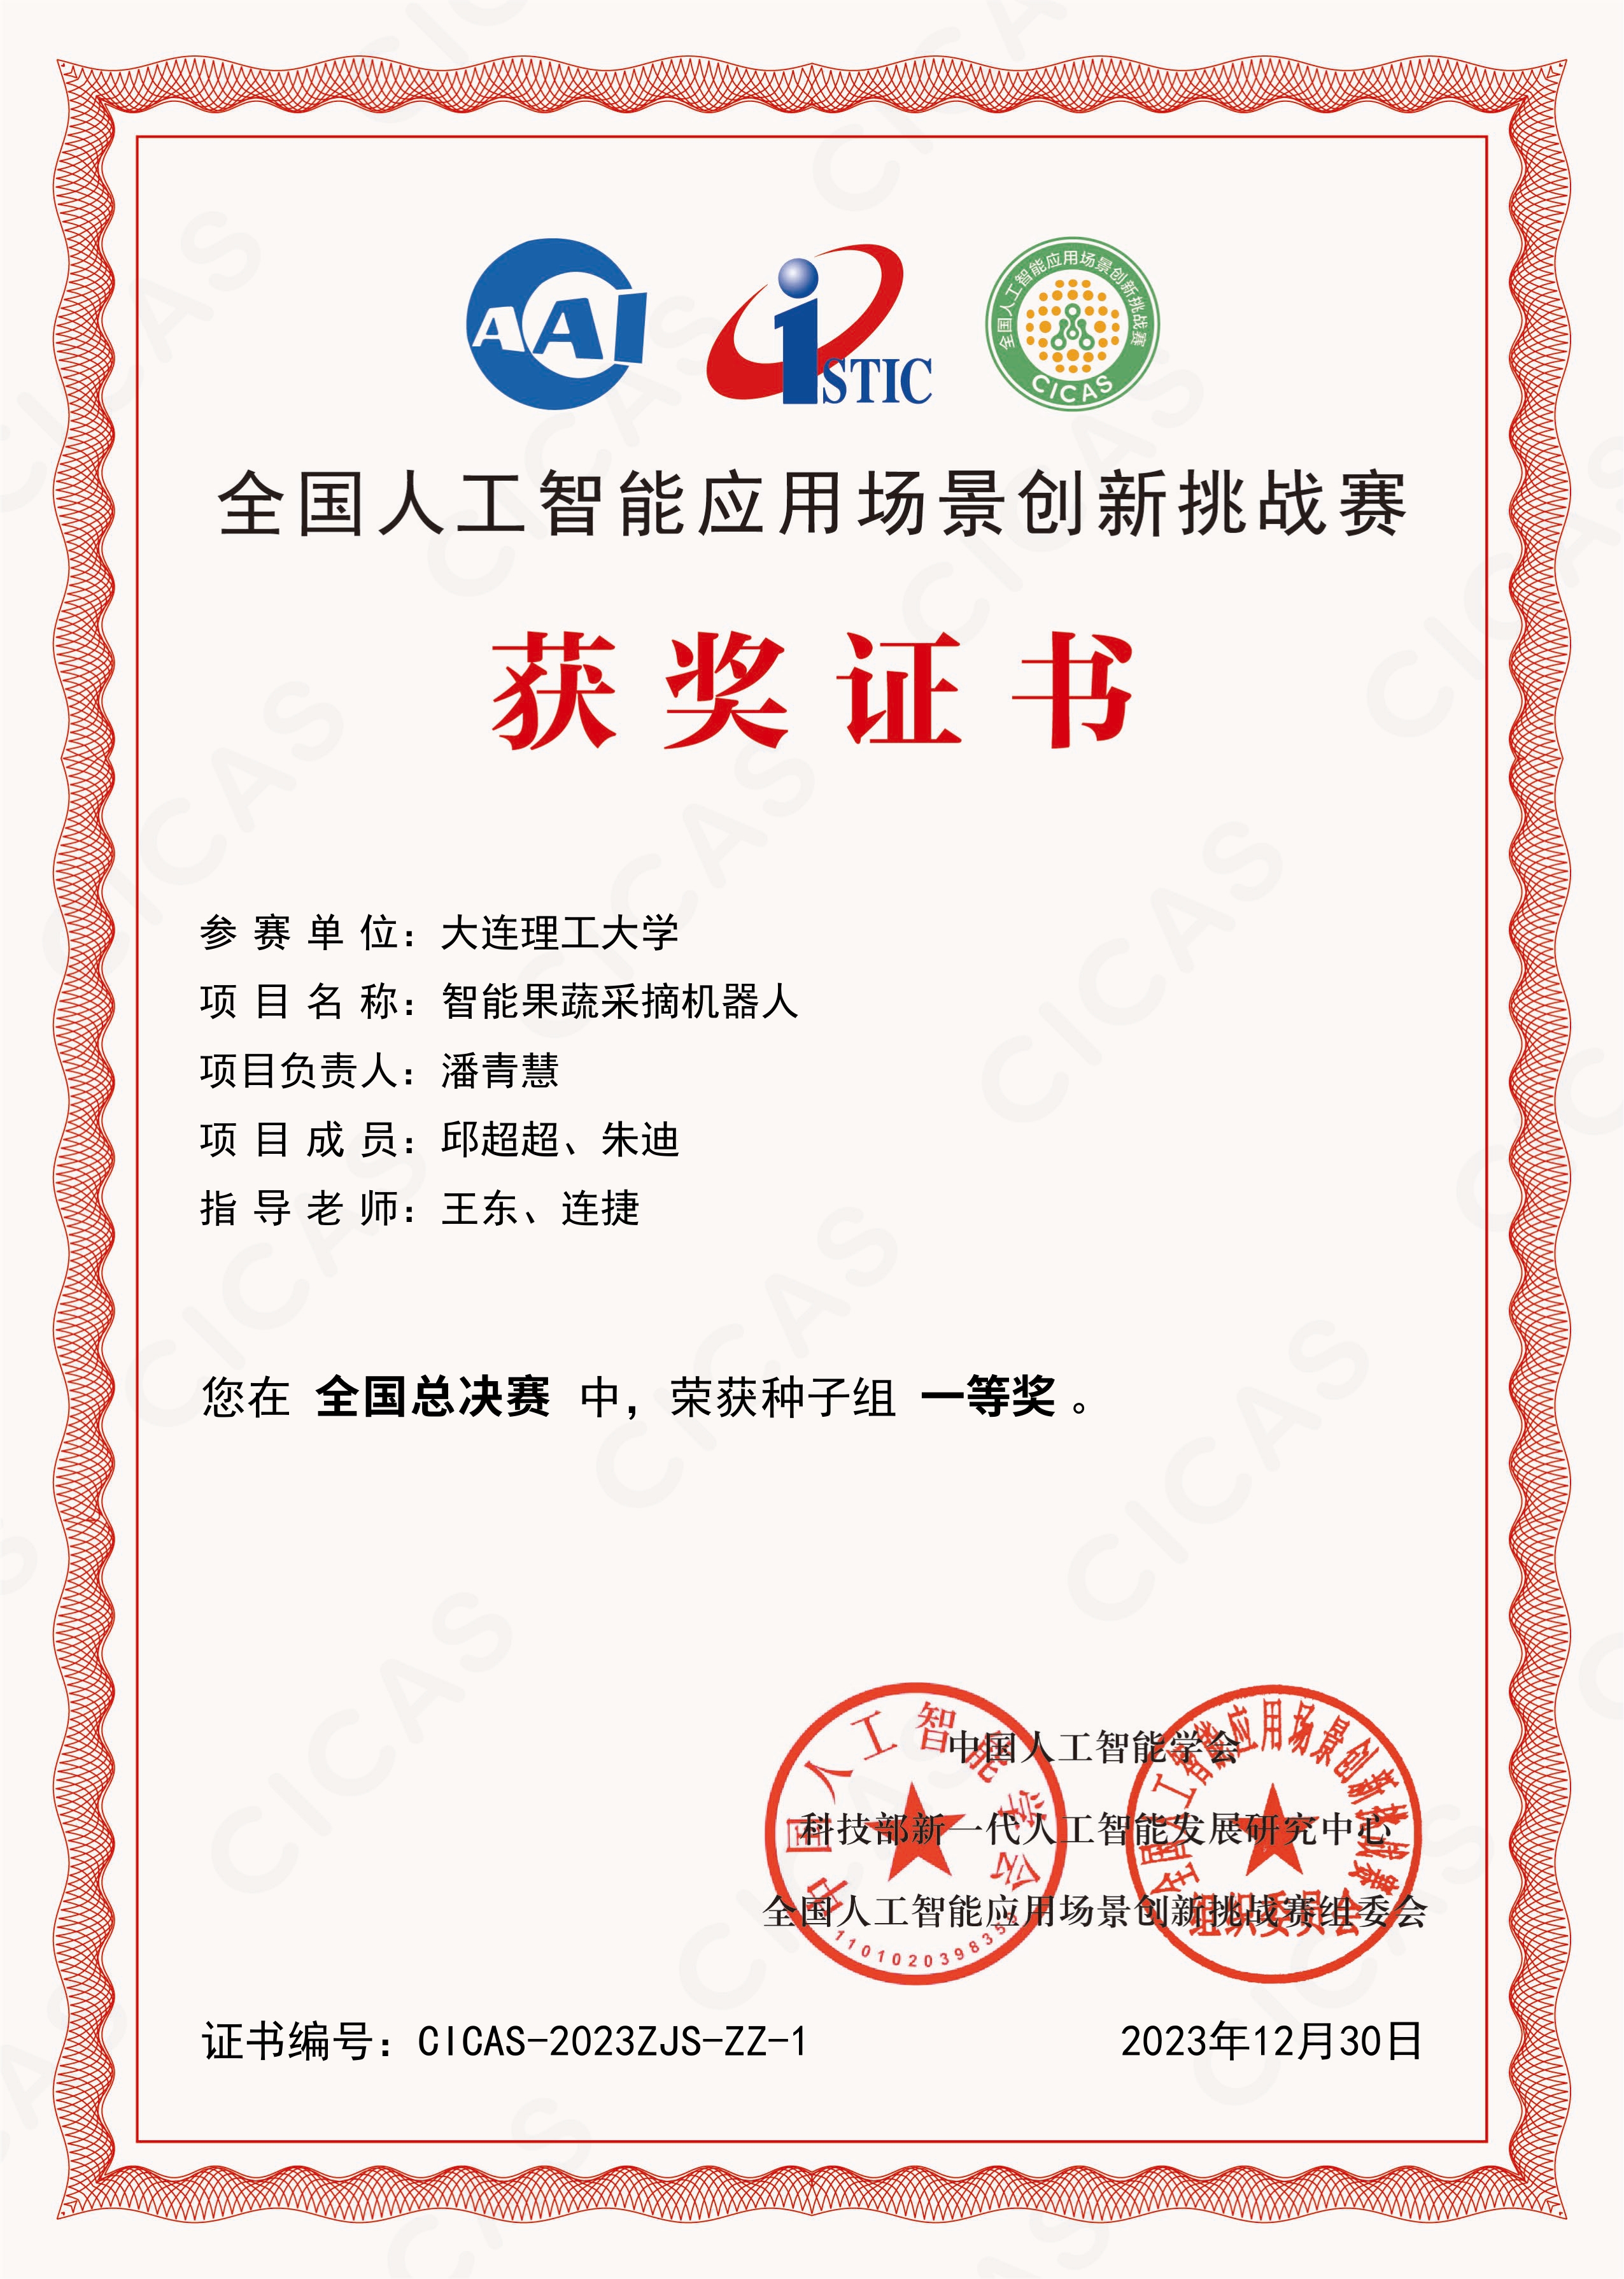 CAAI
iSTIC
全国人工智能应用场景创新挑战赛
CICAS
全国人工智能应用场景创新挑战赛
获奖证书
参赛单位：大连理工大学
项目名称：智能果蔬采摘机器人
项目负责人：潘青慧
项目成员：邱超超、朱迪
指导老师：王东、连捷
您在 全国总决赛 中，荣获种子组 一等奖 。
中国人工智能学会
科技部新一代人工智能发展研究中心
全国人工智能应用场景创新挑战赛组委会
中国人工智能学会
全国人工智能应用场景创新挑战赛
组织委员会
证书编号：CICAS-2023ZJS-ZZ-1
2023年12月30日